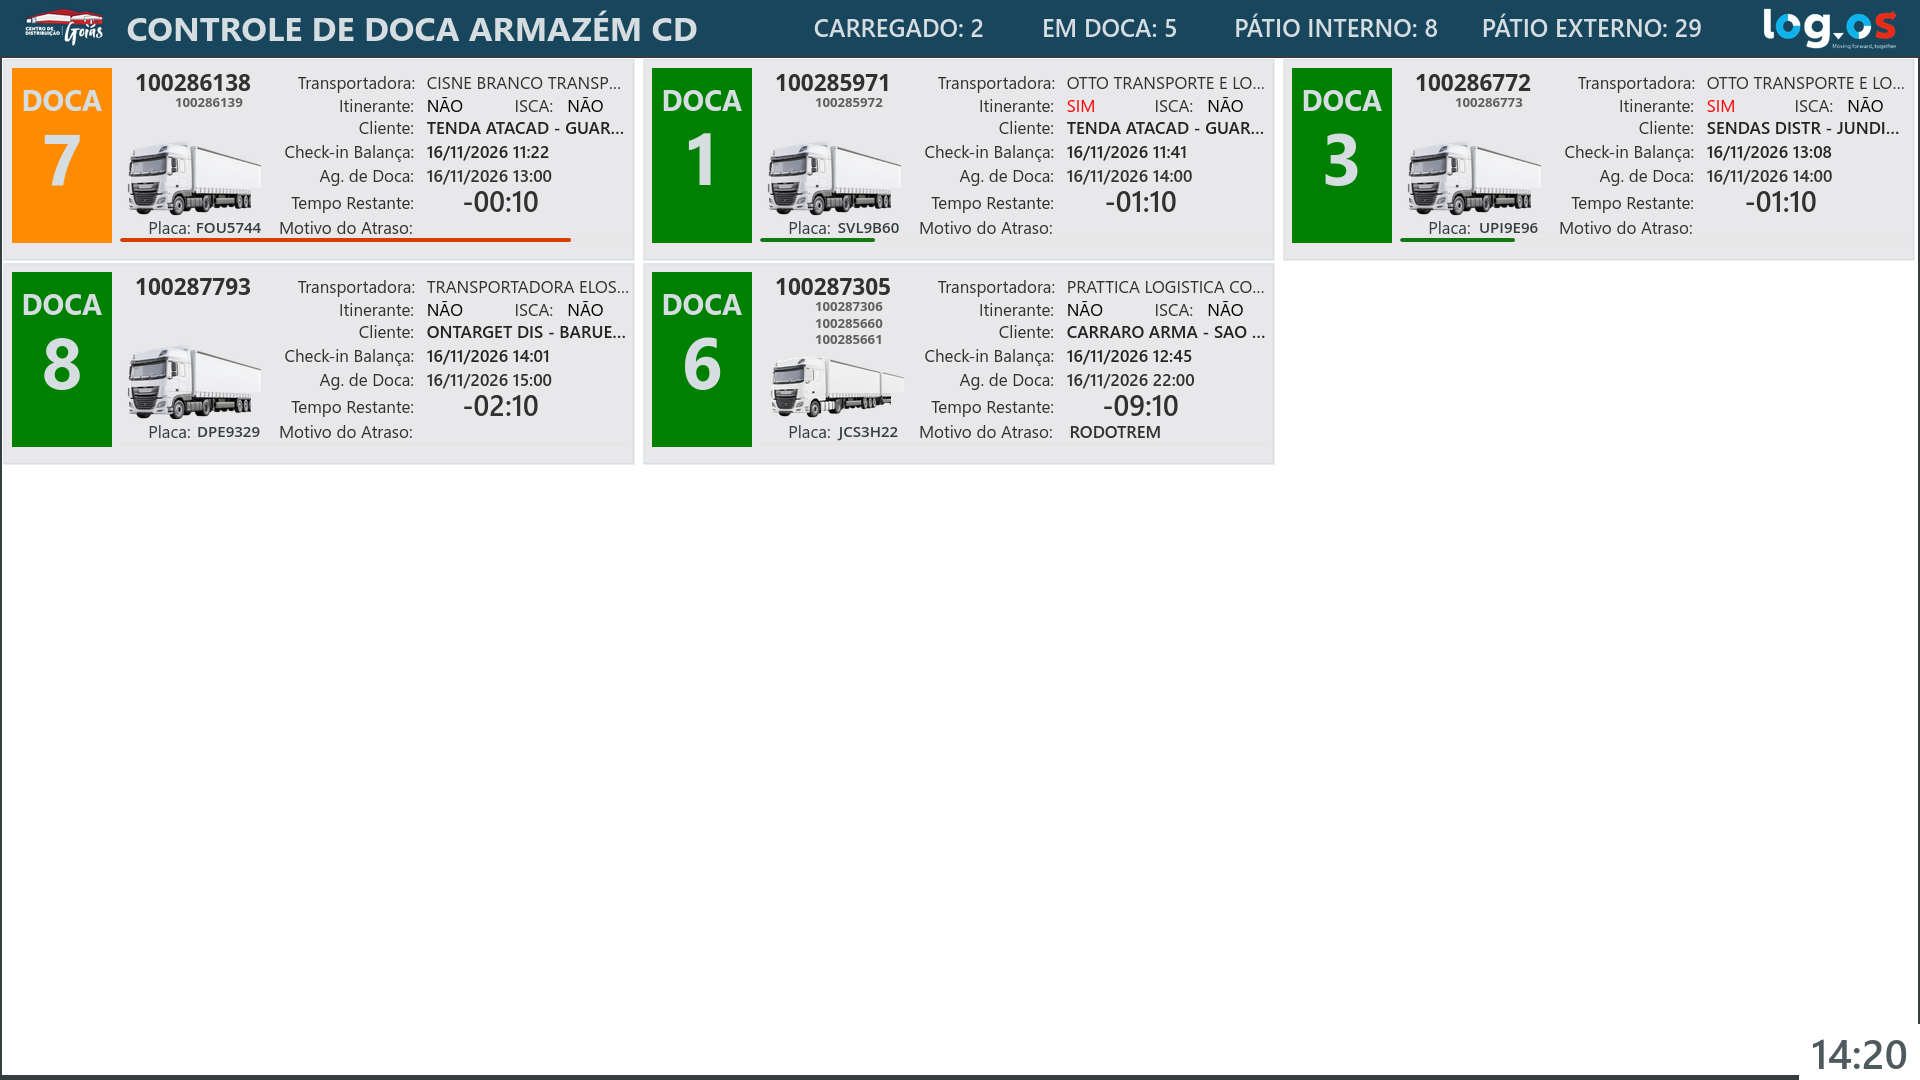 CENTRO DE DISTRIBUIÇÃO Goiás
CONTROLE DE DOCA ARMAZÉM CD
CARREGADO: 2
EM DOCA: 5
PÁTIO INTERNO: 8
PÁTIO EXTERNO: 29
log.os
Moving forward, together
DOCA
7
100286138
100286139
Placa: FOU5744
Transportadora: CISNE BRANCO TRANSP...
Itinerante: NÃO ISCA: NÃO
Cliente: TENDA ATACAD - GUAR...
Check-in Balança: 16/11/2026 11:22
Ag. de Doca: 16/11/2026 13:00
Tempo Restante: -00:10
Motivo do Atraso:
DOCA
1
100285971
100285972
Placa: SVL9B60
Transportadora: OTTO TRANSPORTE E LO...
Itinerante: SIM ISCA: NÃO
Cliente: TENDA ATACAD - GUAR...
Check-in Balança: 16/11/2026 11:41
Ag. de Doca: 16/11/2026 14:00
Tempo Restante: -01:10
Motivo do Atraso:
DOCA
3
100286772
100286773
Placa: UPI9E96
Transportadora: OTTO TRANSPORTE E LO...
Itinerante: SIM ISCA: NÃO
Cliente: SENDAS DISTR - JUNDI...
Check-in Balança: 16/11/2026 13:08
Ag. de Doca: 16/11/2026 14:00
Tempo Restante: -01:10
Motivo do Atraso:
DOCA
8
100287793
Placa: DPE9329
Transportadora: TRANSPORTADORA ELOS...
Itinerante: NÃO ISCA: NÃO
Cliente: ONTARGET DIS - BARUE...
Check-in Balança: 16/11/2026 14:01
Ag. de Doca: 16/11/2026 15:00
Tempo Restante: -02:10
Motivo do Atraso:
DOCA
6
100287305
100287306
100285660
100285661
Placa: JCS3H22
Transportadora: PRATTICA LOGISTICA CO...
Itinerante: NÃO ISCA: NÃO
Cliente: CARRARO ARMA - SAO ...
Check-in Balança: 16/11/2026 12:45
Ag. de Doca: 16/11/2026 22:00
Tempo Restante: -09:10
Motivo do Atraso: RODOTREM
14:20